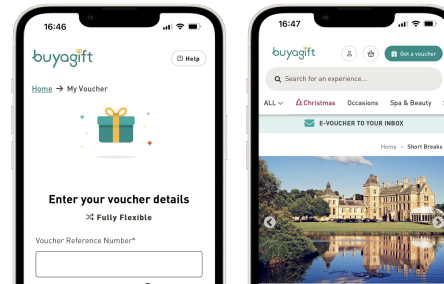 16:46
buyagift
Help
Home → My Voucher
Enter your voucher details
Fully Flexible
Voucher Reference Number*
16:47
buyagift
Got a voucher
Search for an experience...
ALL Christmas Occasions Spa & Beauty
E-VOUCHER TO YOUR INBOX
Home Short Breaks